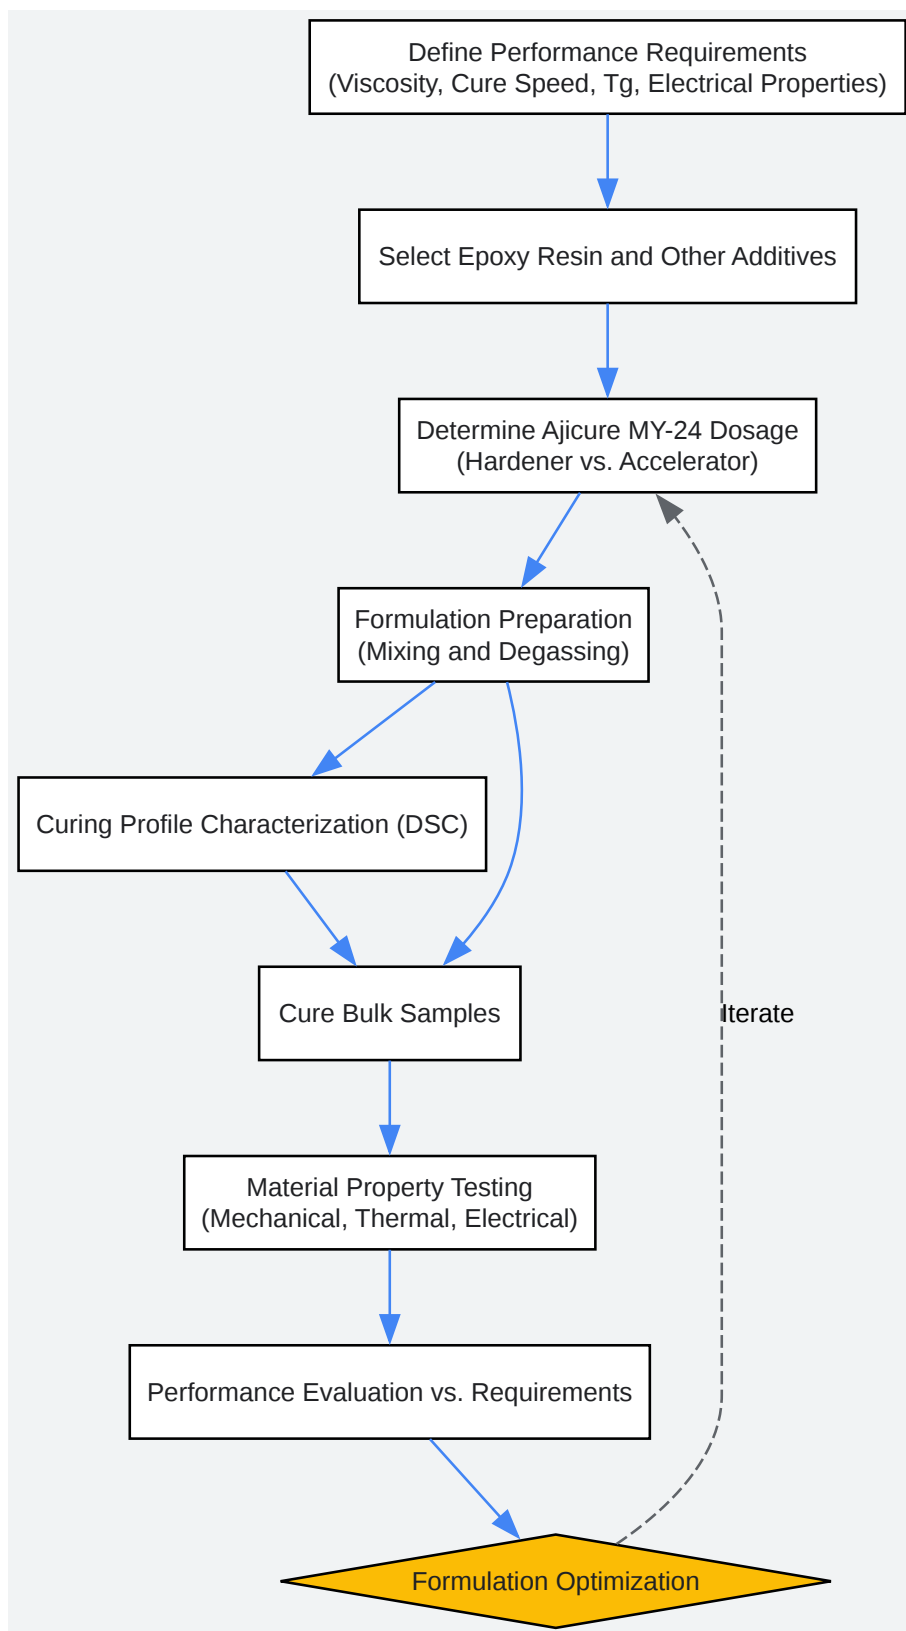 Define Performance Requirements
(Viscosity, Cure Speed, Tg, Electrical Properties)
Select Epoxy Resin and Other Additives
Determine Ajicure MY-24 Dosage
(Hardener vs. Accelerator)
Formulation Preparation
(Mixing and Degassing)
Curing Profile Characterization (DSC)
Cure Bulk Samples
Iterate
Material Property Testing
(Mechanical, Thermal, Electrical)
Performance Evaluation vs. Requirements
Formulation Optimization